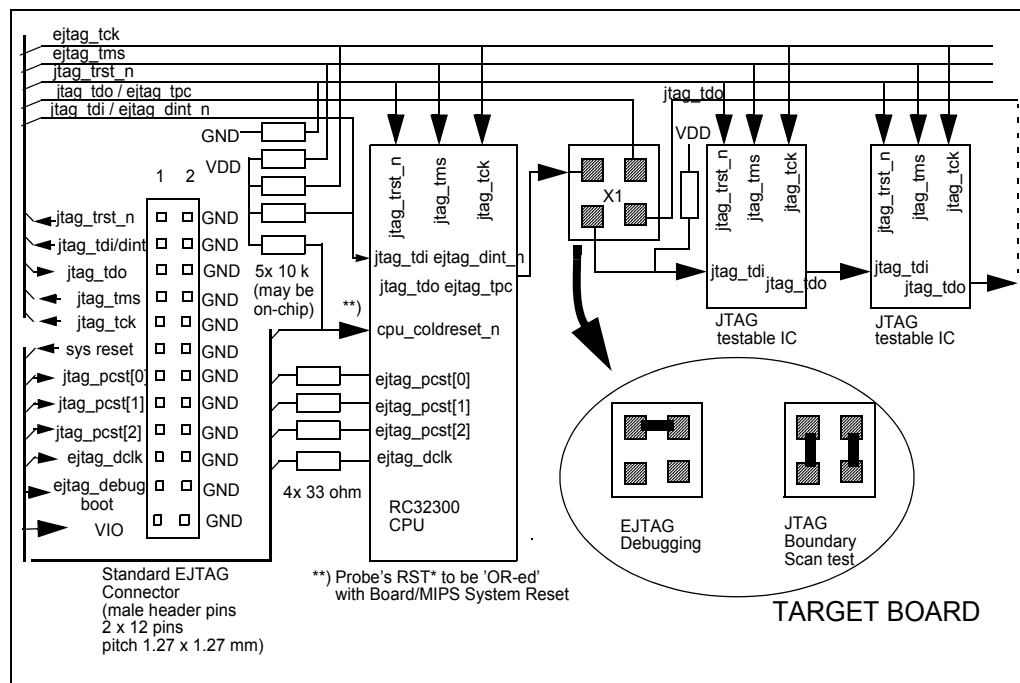 ejtag_tck
ejtag_tms
jtag_trst_n
jtag_tdo / ejtag_tpc
jtag_tdi / ejtag_dint_n
jtag_tdo
GND
VDD
VDD
1 2
jtag_trst_n
GND
jtag_tdi/dint
GND
jtag_tdo
GND
jtag_tms
GND
jtag_tck
GND
sys reset
GND
jtag_pcst[0]
GND
jtag_pcst[1]
GND
jtag_pcst[2]
GND
ejtag_dclk
GND
ejtag_debug
boot
GND
VIO
GND
5x 10 k
(may be
on-chip)
**)
4x 33 ohm
jtag_trst_n
jtag_tms
jtag_tck
jtag_tdi ejtag_dint_n
jtag_tdo ejtag_tpc
cpu_coldreset_n
ejtag_pcst[0]
ejtag_pcst[1]
ejtag_pcst[2]
ejtag_dclk
RC32300
CPU
X1
jtag_trst_n
jtag_tms
jtag_tck
jtag_tdi
jtag_tdo
JTAG
testable IC
jtag_trst_n
jtag_tms
jtag_tck
jtag_tdi
jtag_tdo
JTAG
testable IC
EJTAG
Debugging
JTAG
Boundary
Scan test
Standard EJTAG
Connector
(male header pins
2 x 12 pins
pitch 1.27 x 1.27 mm)
**) Probe's RST* to be 'OR-ed'
with Board/MIPS System Reset
TARGET BOARD